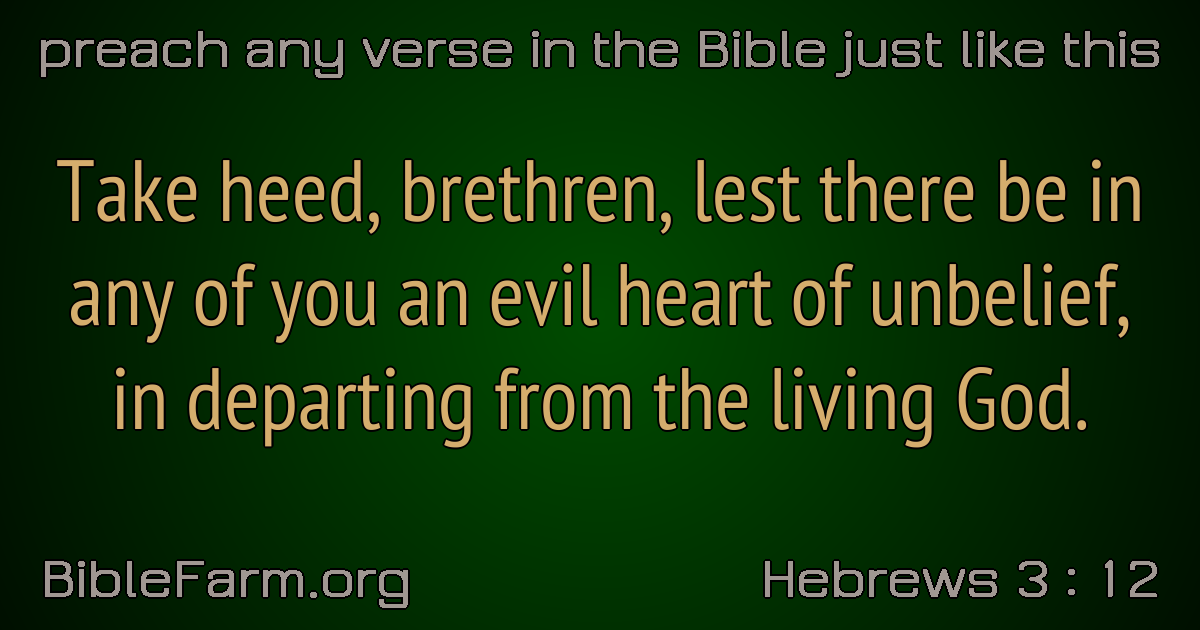 preach any verse in the Bible just like this
Take heed, brethren, lest there be in
any of you an evil heart of unbelief,
in departing from the living God.
BibleFarm.org
Hebrews 3 : 12